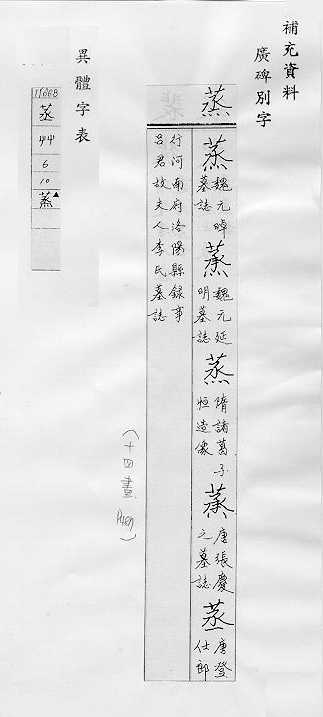 補充資料
廣碑別字
蒸
蒸魏元暐墓誌蒸魏元延明墓誌蒸隋諸葛子恒造像蒸唐張慶之墓誌蒸唐登仕郎
行河南府洛陽縣錄事呂君故夫人李氏墓誌
(十四畫
異體字表
蒸
艸
6
10
蒸